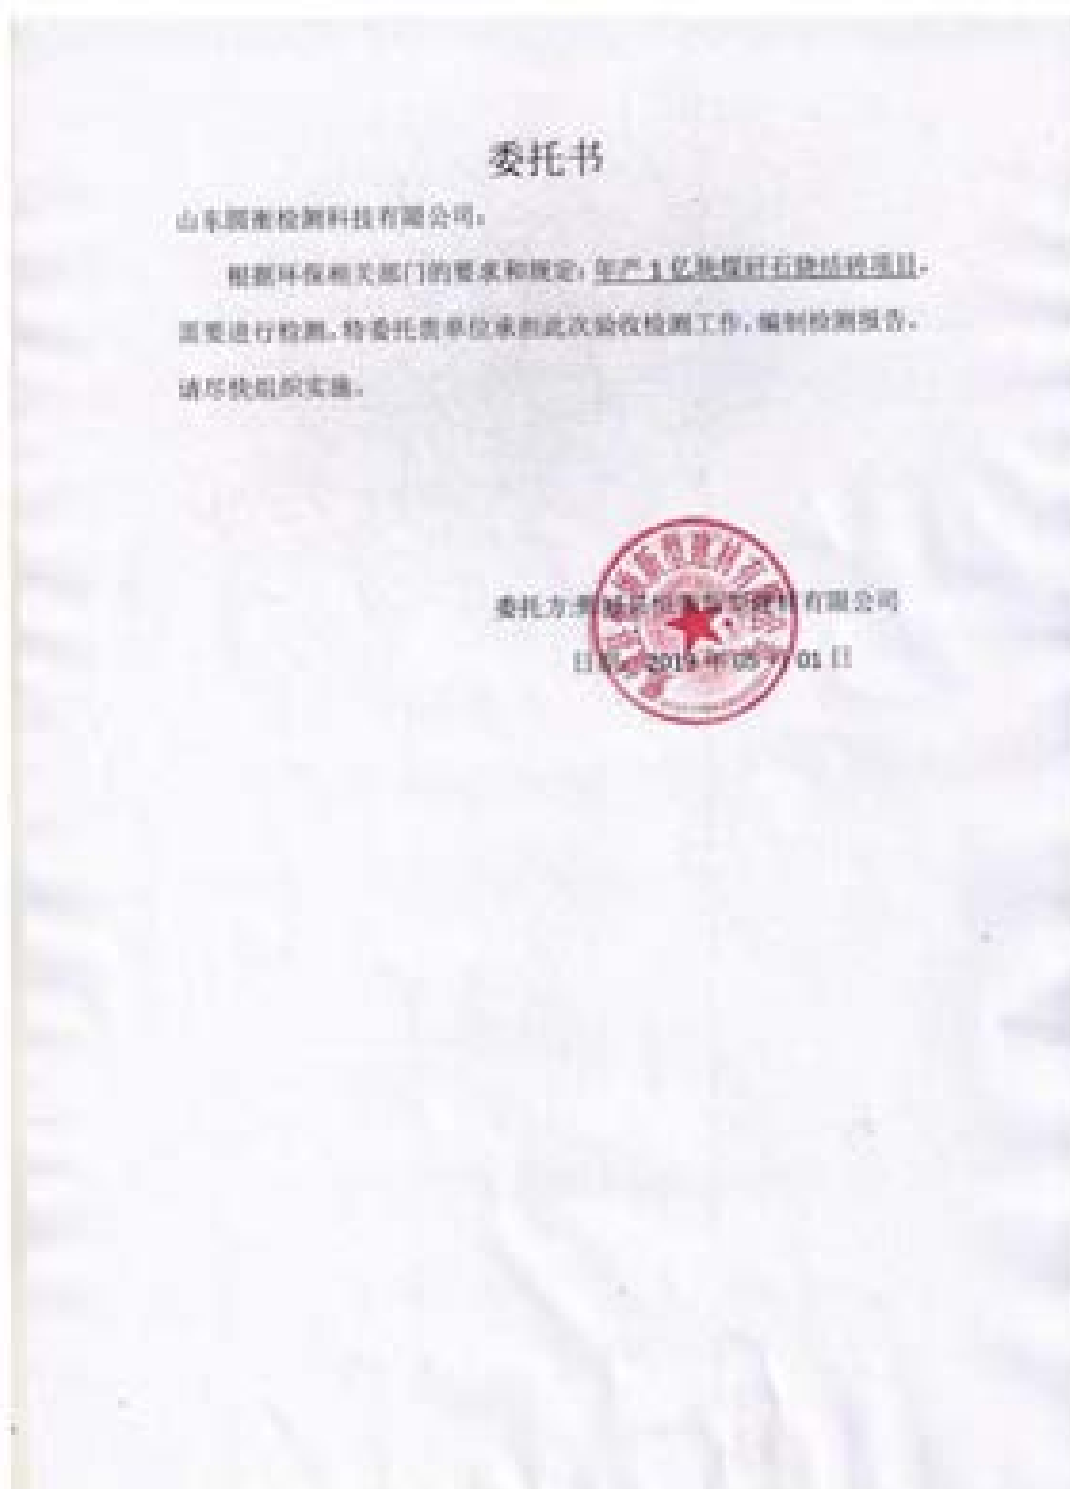 委托书
山东圆衡检测科技有限公司:
根据环保相关部门的要求和规定,年产1亿块煤矸石烧结砖项目,
需要进行检测,特委托贵单位承担此次验收检测工作,编制检测报告,
请尽快组织实施。
委托方: 有限公司
日期: 2019年05月01日